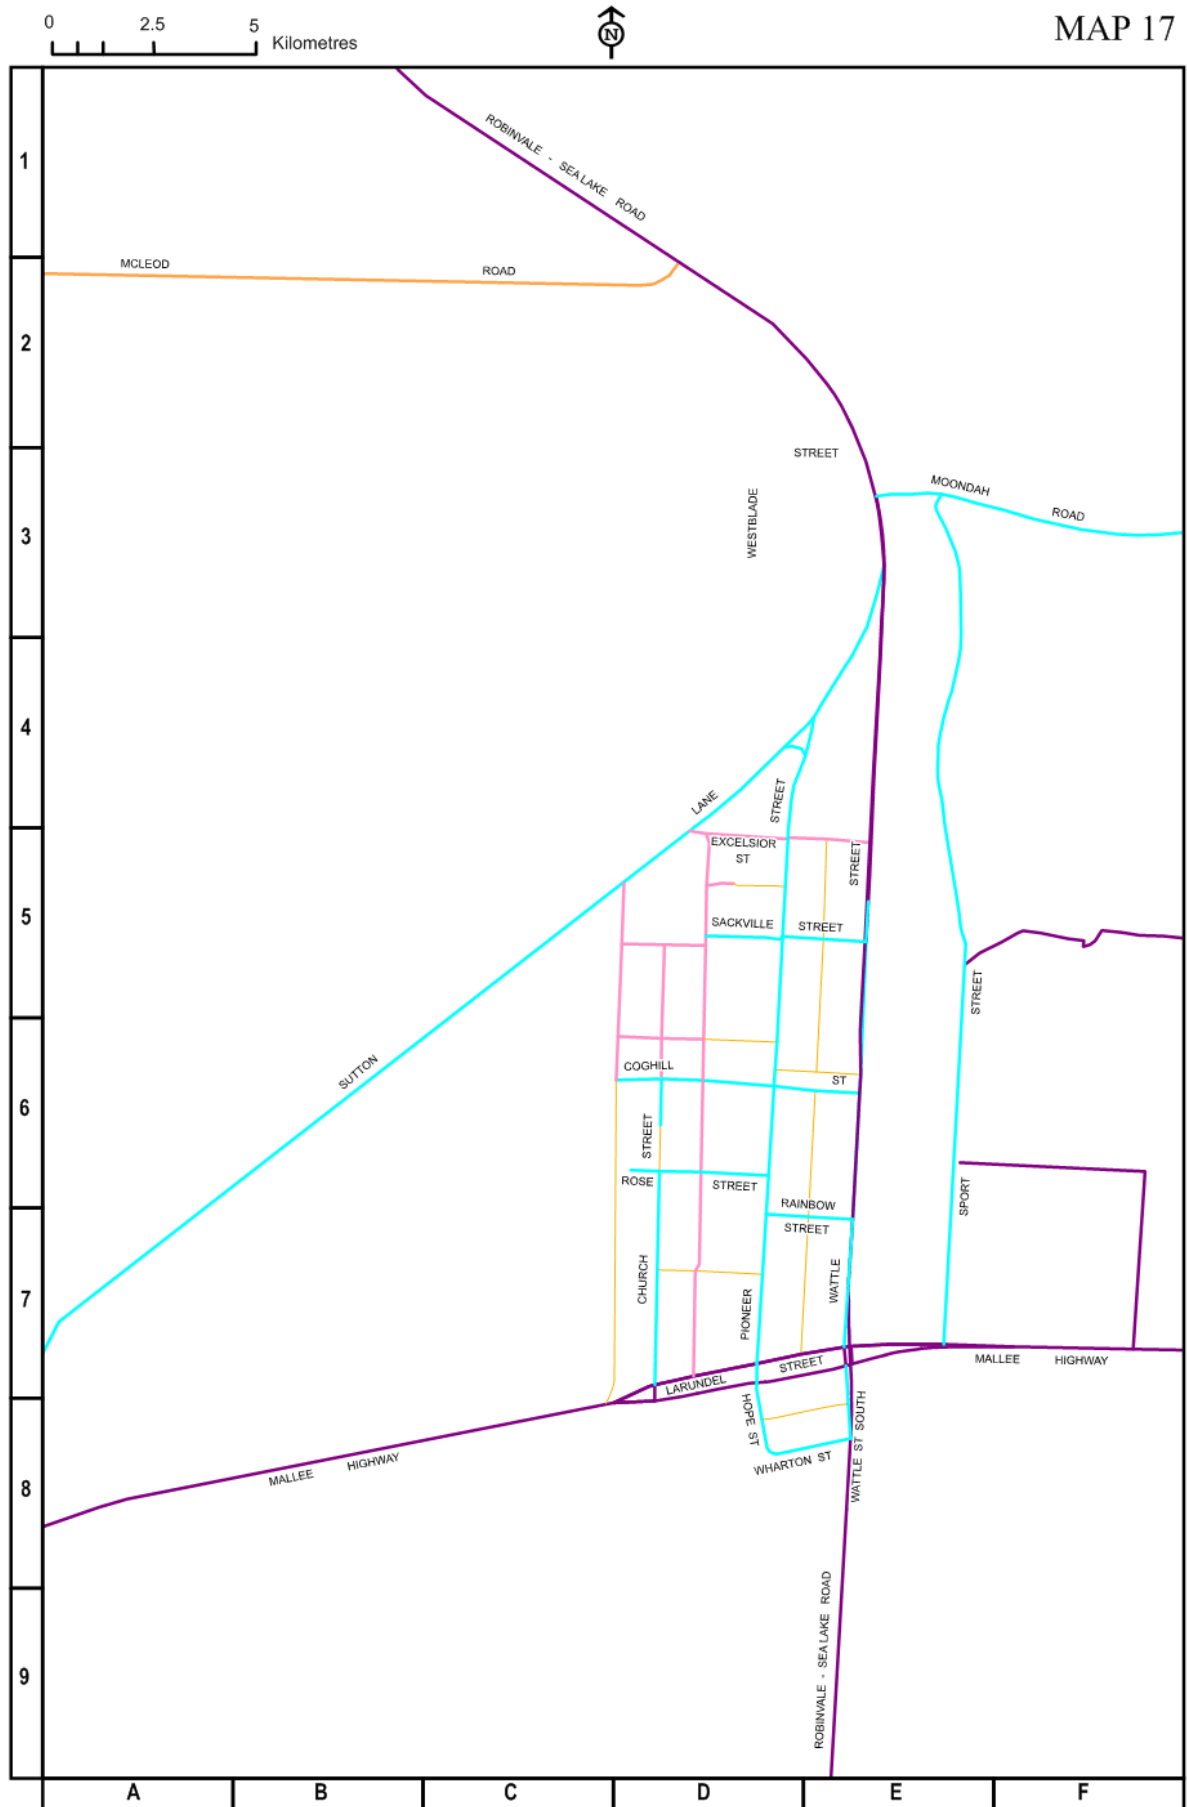 0 2.5 5 Kilometres
N
MAP 17
1
ROBINVALE - SEA LAKE ROAD
MCLEOD ROAD
2
STREET
WESTBLADE
MOONDAH ROAD
3
4
LANE
STREET
EXCELSIOR
ST
STREET
5
SACKVILLE STREET
STREET
SUTTON
COGHILL ST
6
STREET
ROSE STREET
SPORT
RAINBOW
STREET
CHURCH
WATTLE
7
PIONEER
MALLEE HIGHWAY
LARUNDEL STREET
HOPE ST
WATTLE ST SOUTH
WHARTON ST
MALLEE HIGHWAY
8
ROBINVALE - SEA LAKE ROAD
9
A B C D E F